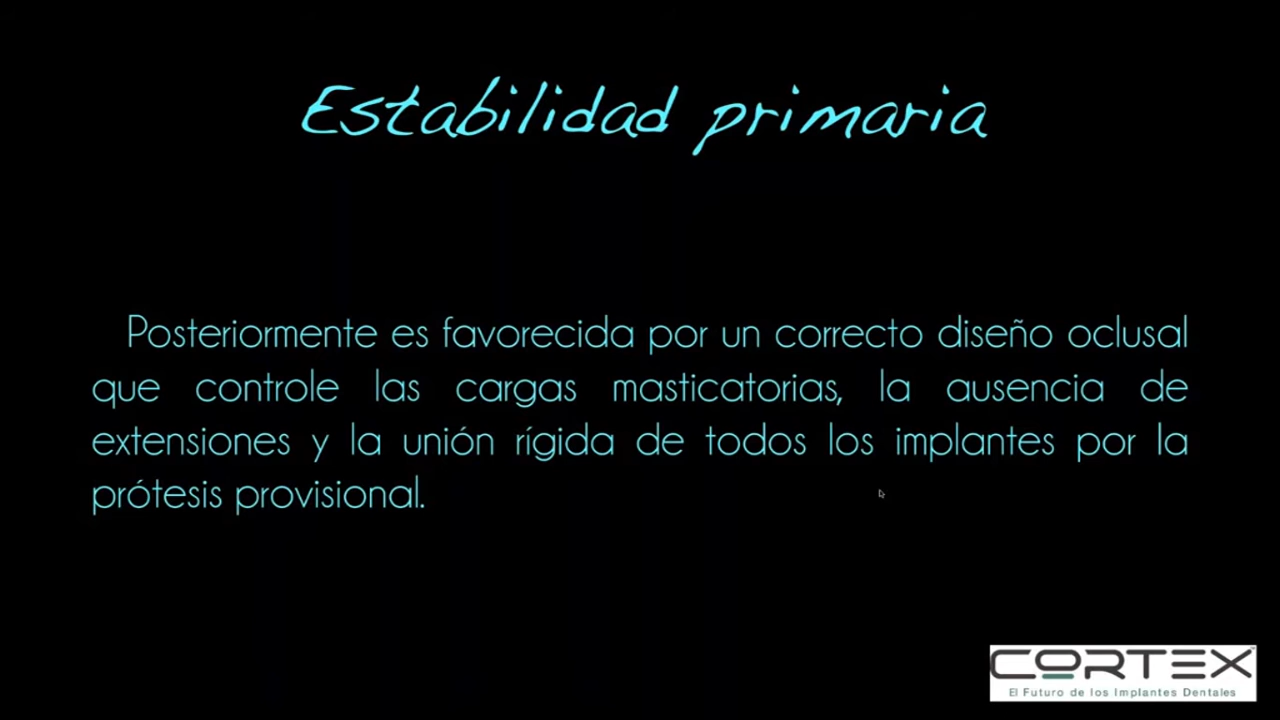 Estabilidad primaria
Posteriormente es favorecida por un correcto diseño oclusal
que controle las cargas masticatorias, la ausencia de
extensiones y la unión rígida de todos los implantes por la
prótesis provisional.
CORTEX
El Futuro de los Implantes Dentales